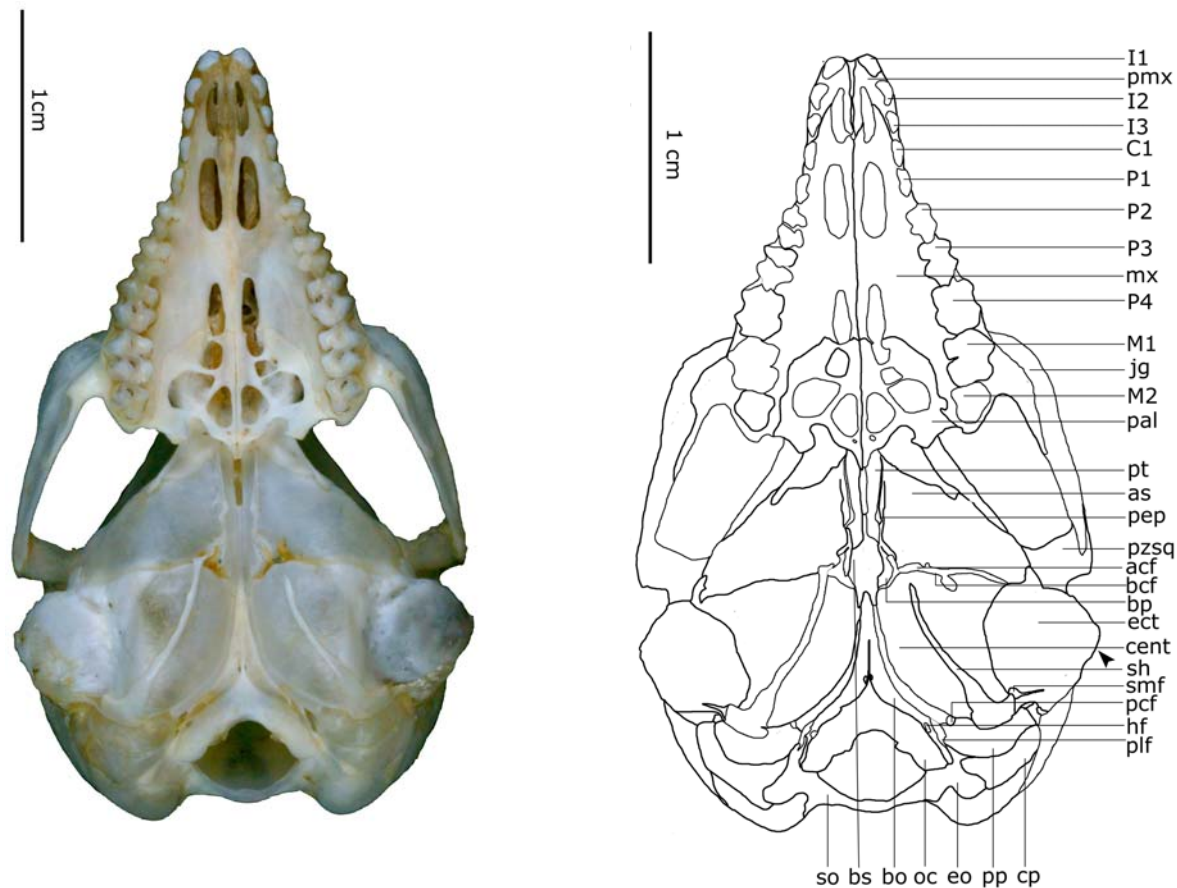 1cm
1 cm
I1
pmx
I2
I3
C1
P1
P2
P3
mx
P4
M1
jg
M2
pal
pt
as
pep
pzsq
acf
bcf
bp
ect
cent
sh
smf
pcf
hf
plf
so bs bo oc eo pp cp